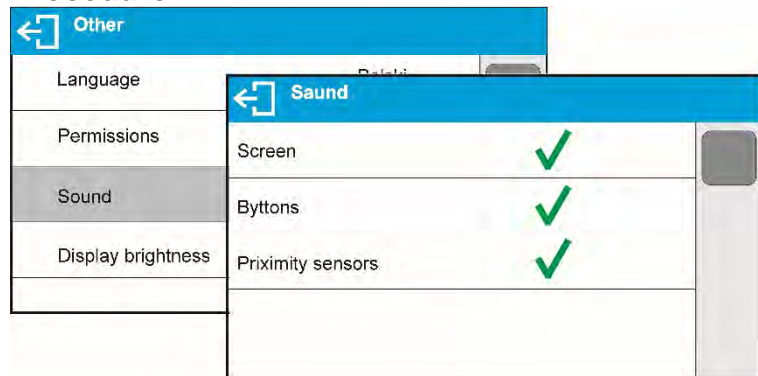 Other
Language
Permissions
Sound
Display brightness
Saund
Screen
Byttons
Priximity sensors